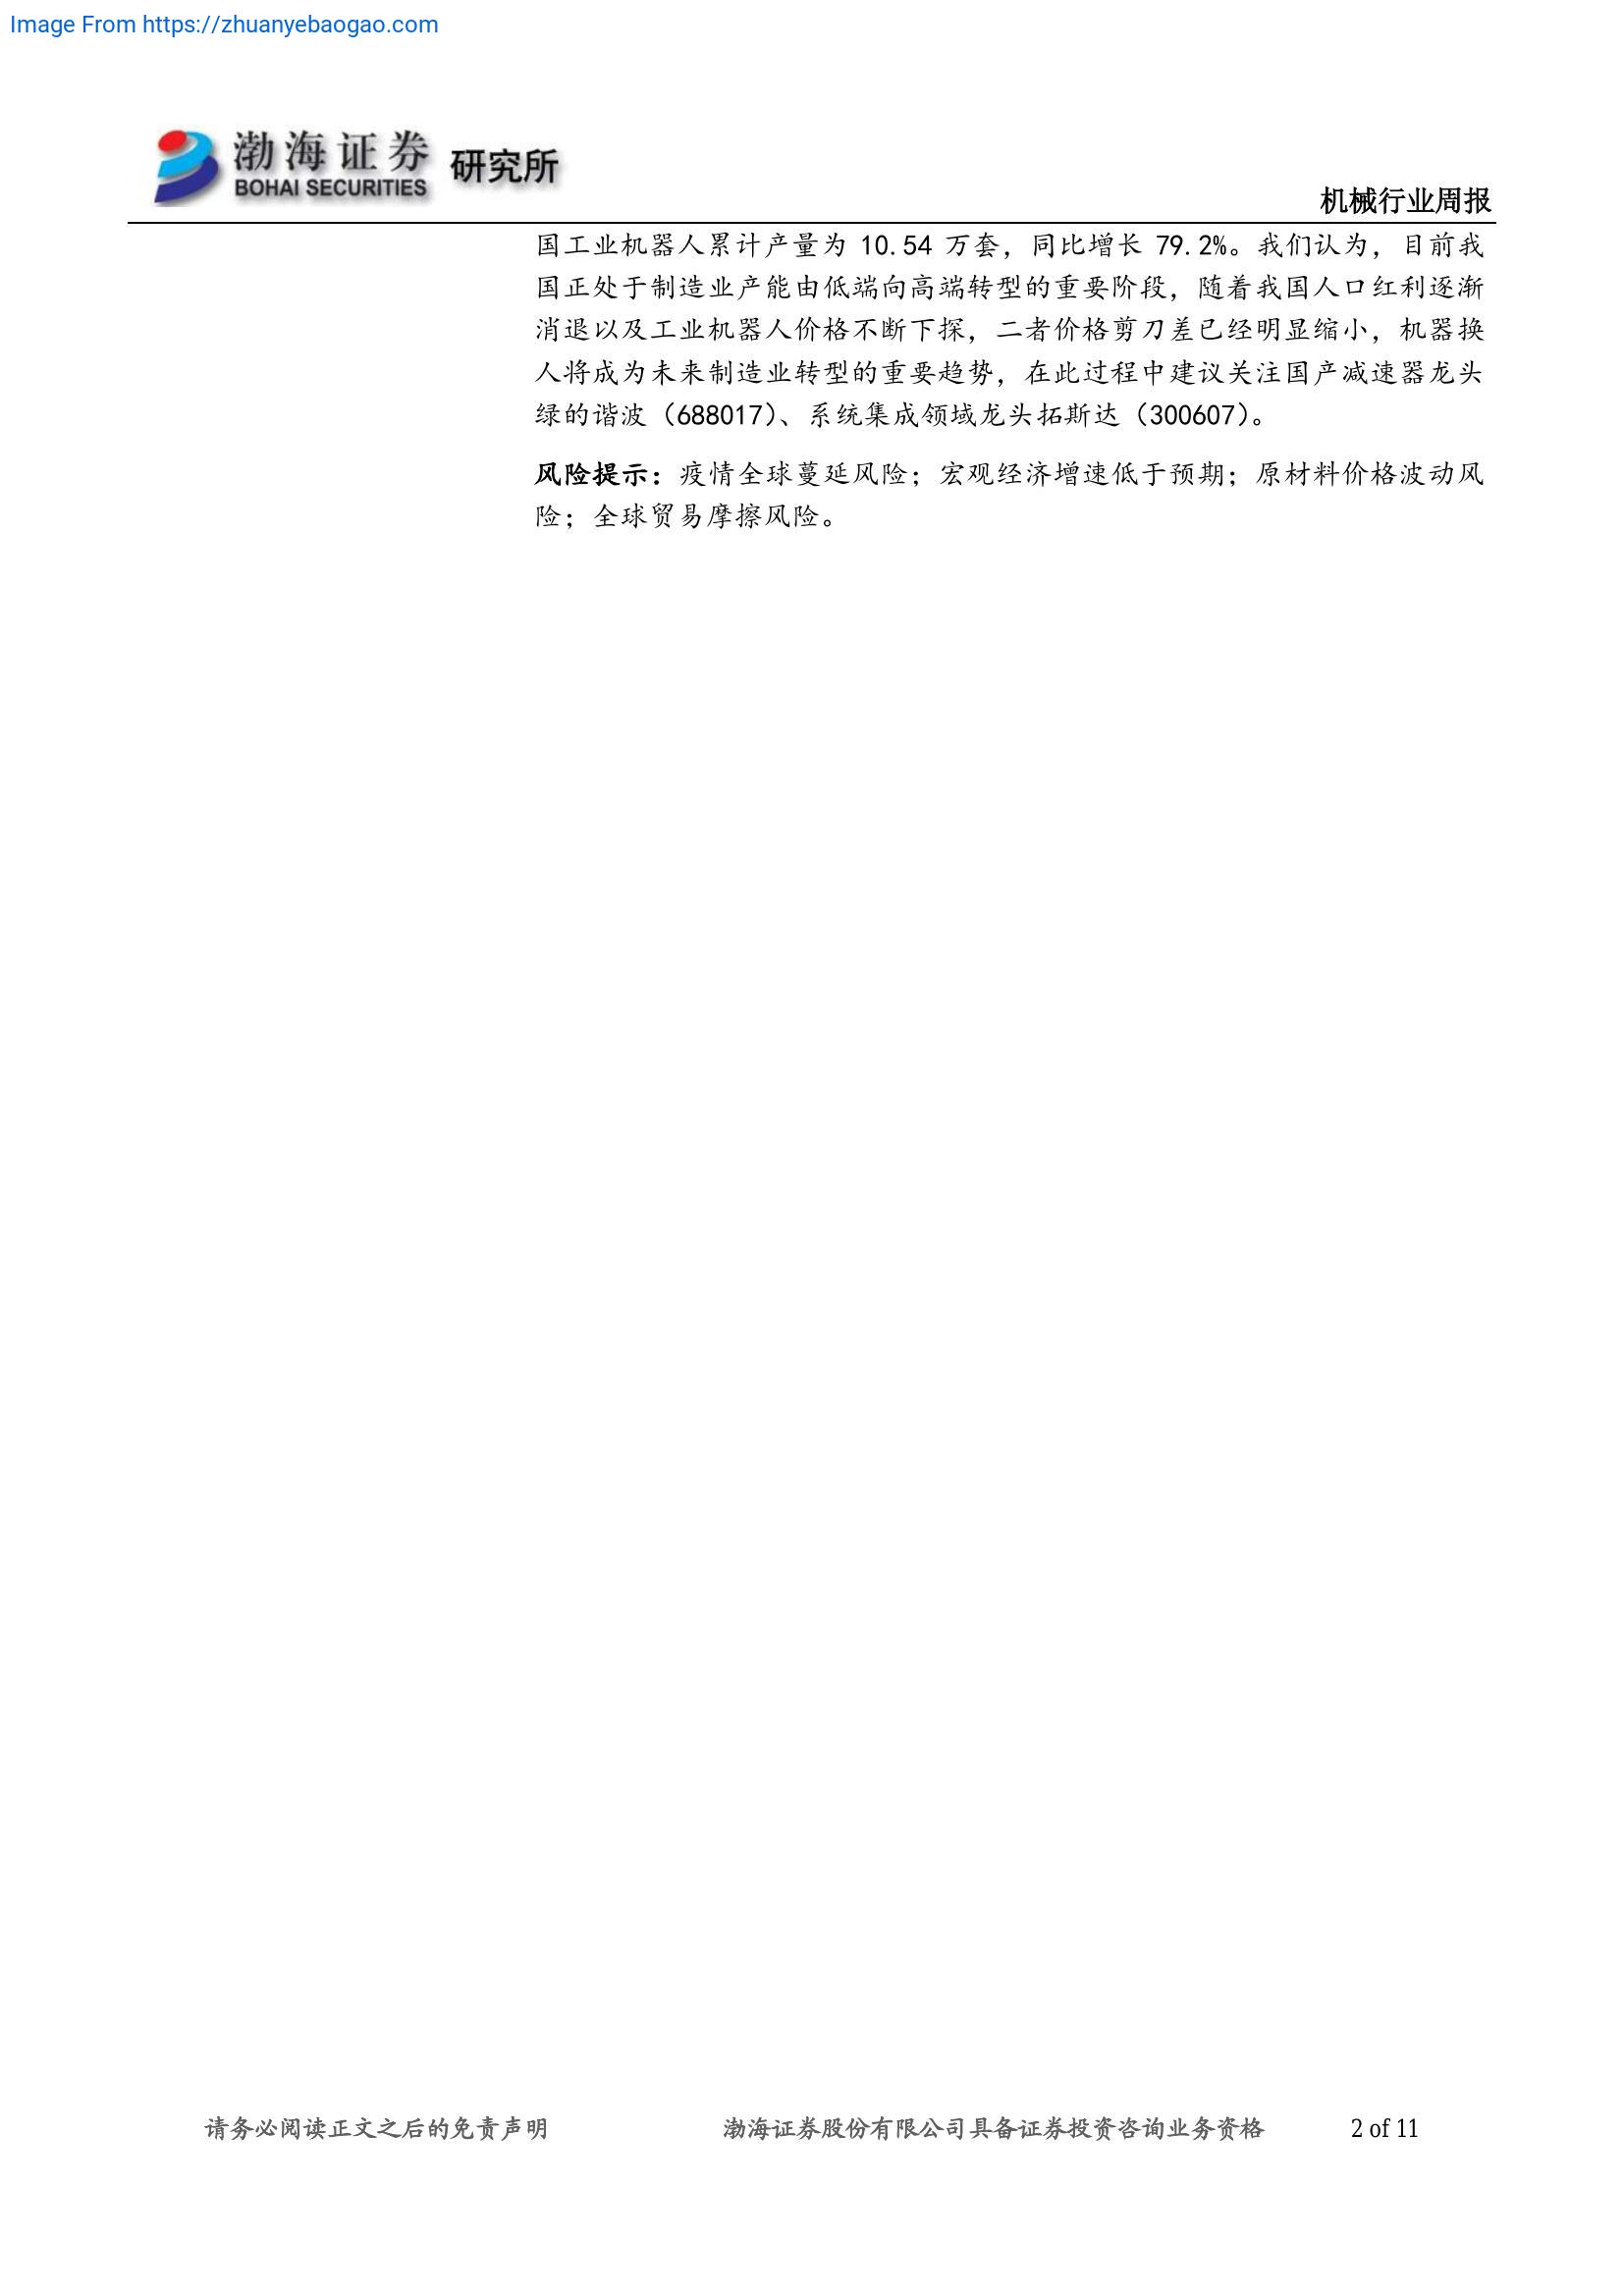 Image From https://zhuanyebaogao.com
渤海证券 研究所
BOHAI SECURITIES
机械行业周报
国工业机器人累计产量为 10.54 万套，同比增长 79.2%。我们认为，目前我
国正处于制造业产能由低端向高端转型的重要阶段，随着我国人口红利逐渐
消退以及工业机器人价格不断下探，二者价格剪刀差已经明显缩小，机器换
人将成为未来制造业转型的重要趋势，在此过程中建议关注国产减速器龙头
绿的谐波（688017）、系统集成领域龙头拓斯达（300607）。
风险提示：疫情全球蔓延风险；宏观经济增速低于预期；原材料价格波动风
险；全球贸易摩擦风险。
请务必阅读正文之后的免责声明 渤海证券股份有限公司具备证券投资咨询业务资格 2 of 11